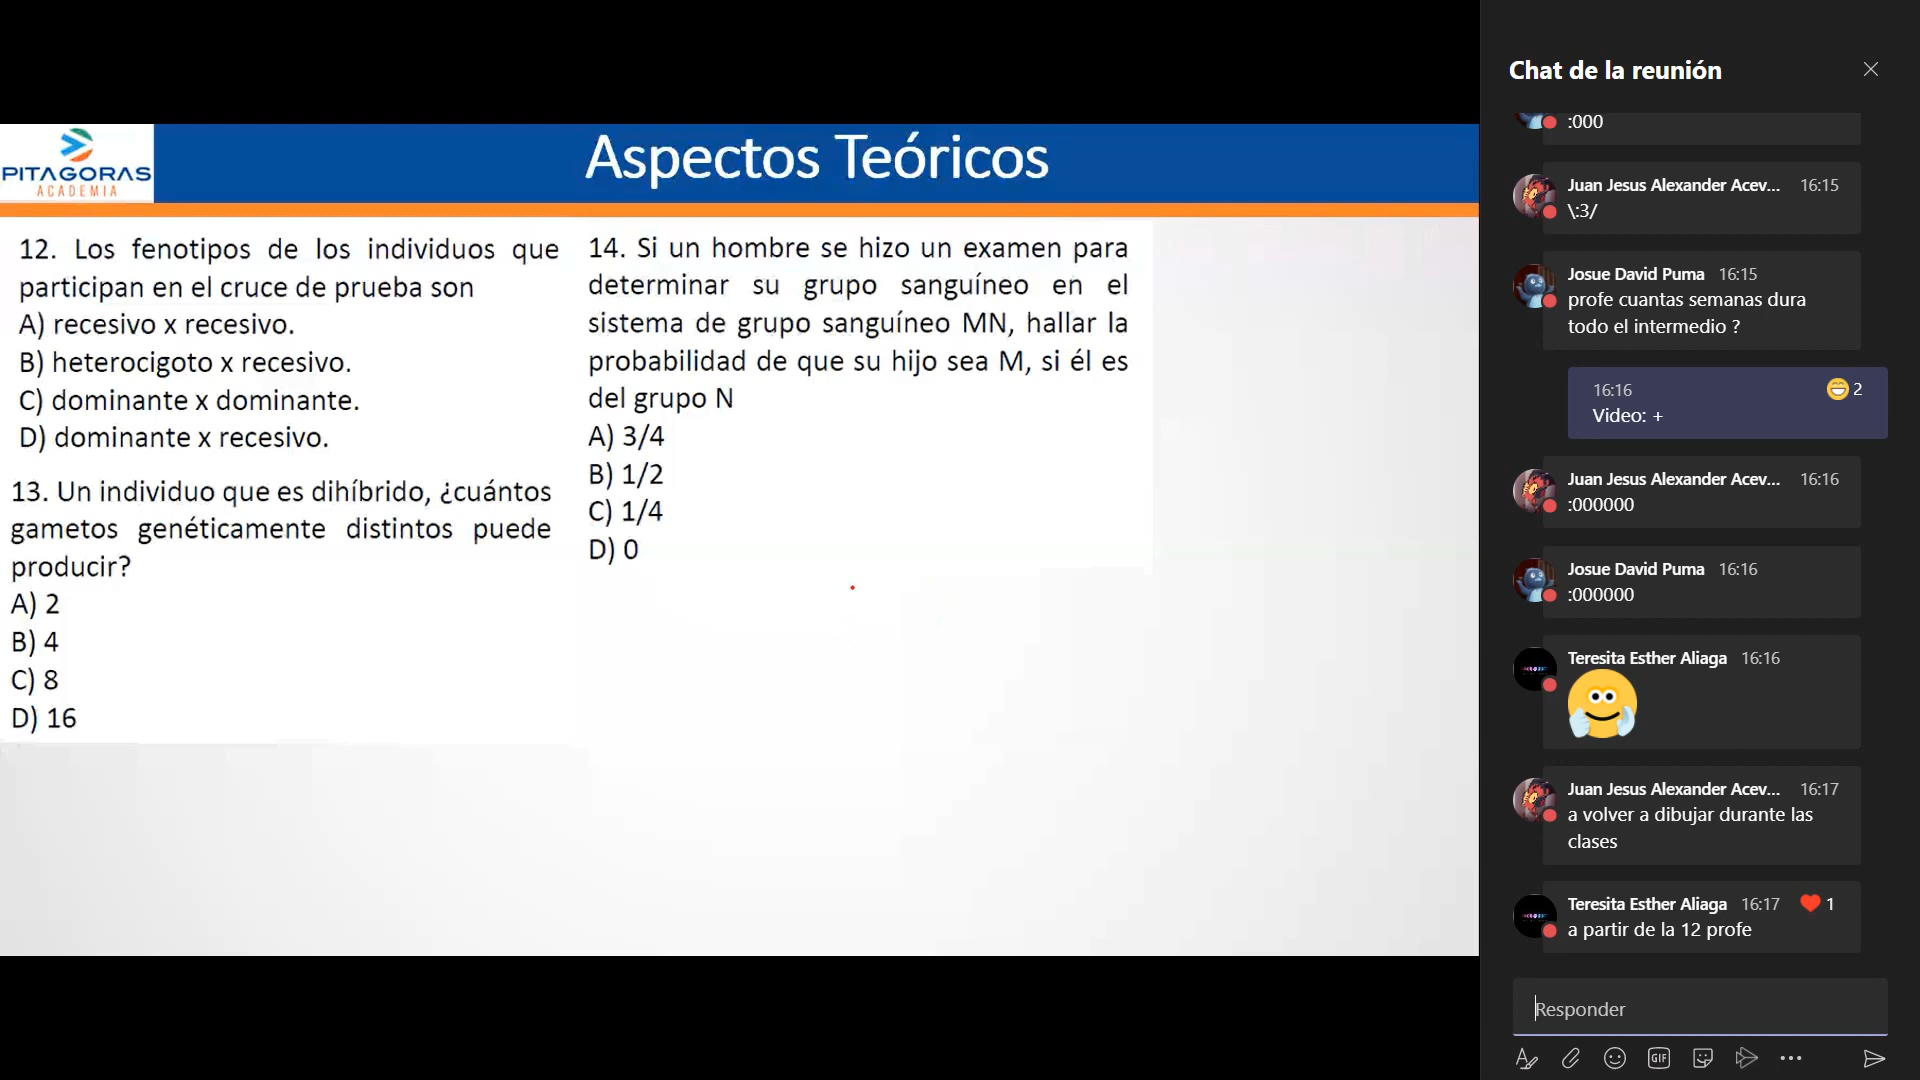 PITAGORAS
ACADEMIA
Aspectos Teóricos
12. Los fenotipos de los individuos que
participan en el cruce de prueba son
A) recesivo x recesivo.
B) heterocigoto x recesivo.
C) dominante x dominante.
D) dominante x recesivo.
13. Un individuo que es dihíbrido, ¿cuántos
gametos genéticamente distintos puede
producir?
A) 2
B) 4
C) 8
D) 16
14. Si un hombre se hizo un examen para
determinar su grupo sanguíneo en el
sistema de grupo sanguíneo MN, hallar la
probabilidad de que su hijo sea M, si él es
del grupo N
A) 3/4
B) 1/2
C) 1/4
D) 0
Chat de la reunión
:000
Juan Jesus Alexander Acev... 16:15
\:3/
Josue David Puma 16:15
profe cuantas semanas dura
todo el intermedio ?
16:16 2
Video: +
Juan Jesus Alexander Acev... 16:16
:000000
Josue David Puma 16:16
:000000
Teresita Esther Aliaga 16:16
Juan Jesus Alexander Acev... 16:17
a volver a dibujar durante las
clases
Teresita Esther Aliaga 16:17 1
a partir de la 12 profe
Responder
GIF